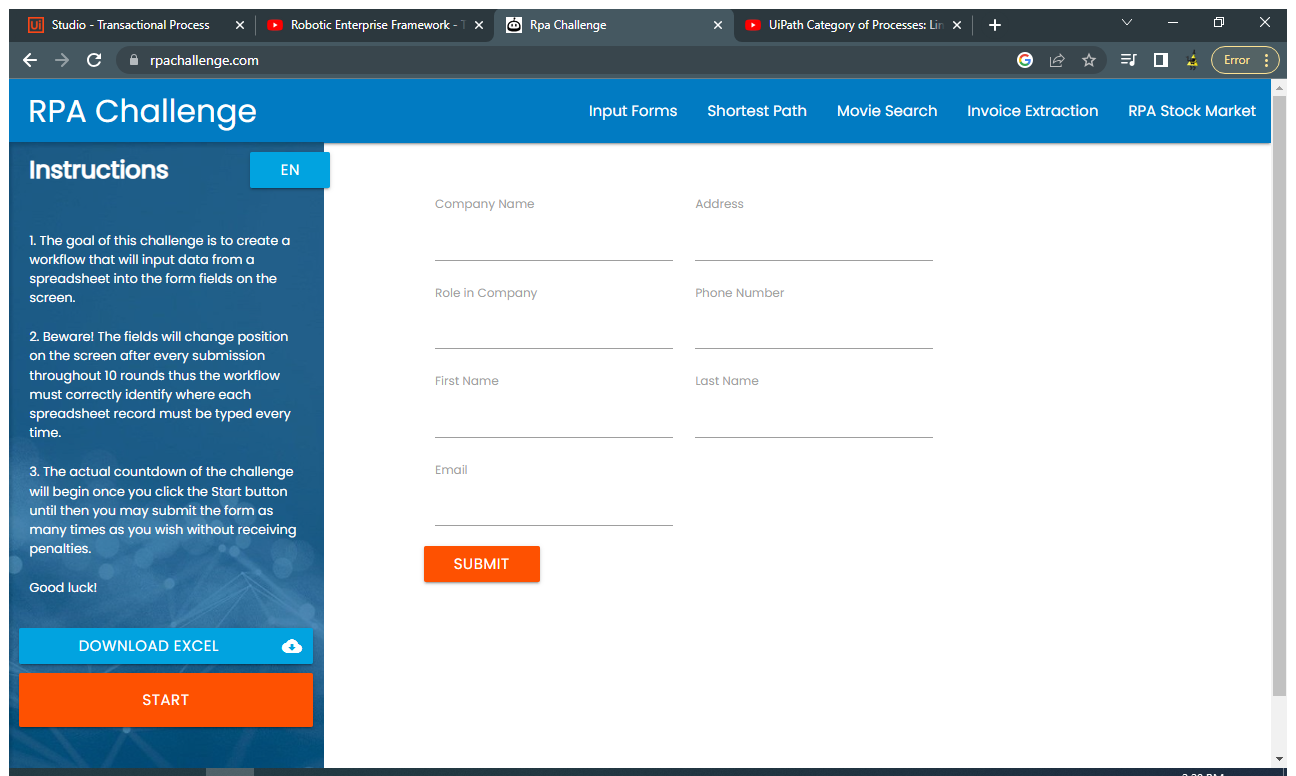 Studio - Transactional Process
Robotic Enterprise Framework - T
Rpa Challenge
UiPath Category of Processes: Lin
rpachallenge.com
Error
RPA Challenge
Input Forms
Shortest Path
Movie Search
Invoice Extraction
RPA Stock Market
Instructions
EN
1. The goal of this challenge is to create a
workflow that will input data from a
spreadsheet into the form fields on the
screen.
2. Beware! The fields will change position
on the screen after every submission
throughout 10 rounds thus the workflow
must correctly identify where each
spreadsheet record must be typed every
time.
3. The actual countdown of the challenge
will begin once you click the Start button
until then you may submit the form as
many times as you wish without receiving
penalties.
Good luck!
DOWNLOAD EXCEL
START
Company Name
Address
Role in Company
Phone Number
First Name
Last Name
Email
SUBMIT